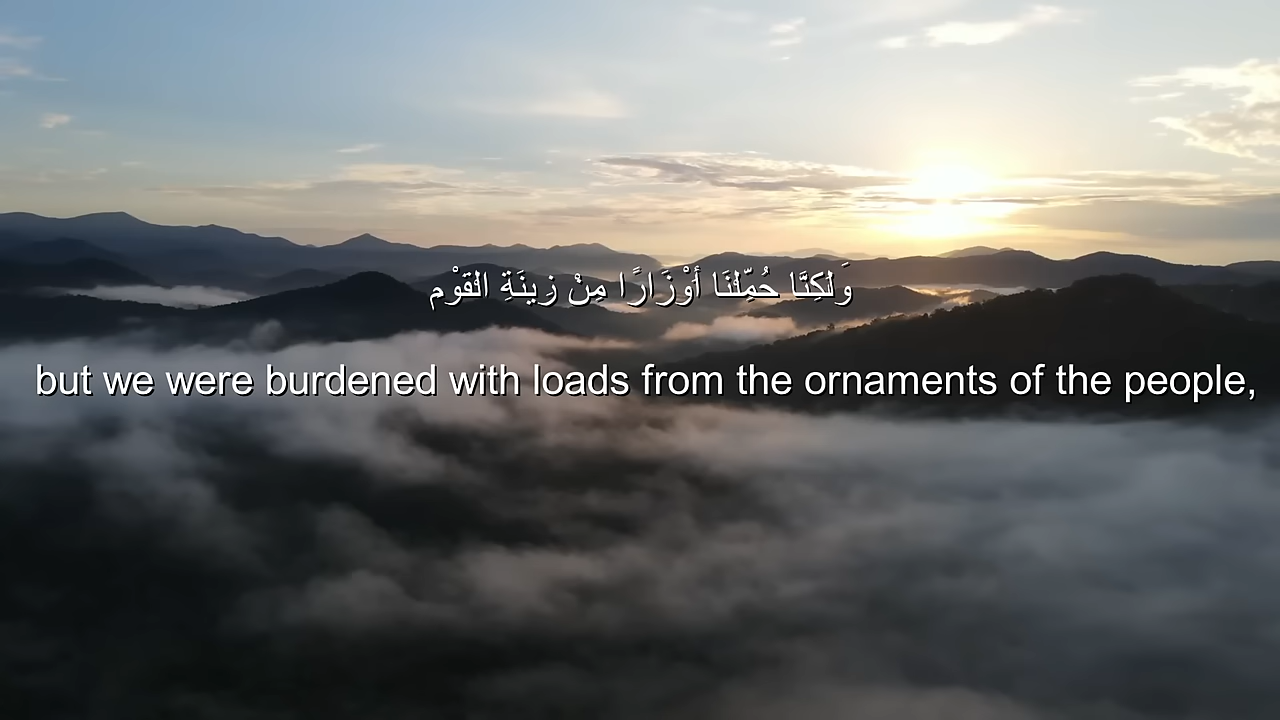 وَلَكِنَّا حُمِّلْنَا أَوْزَارًا مِنْ زِينَةِ الْقَوْمِ
but we were burdened with loads from the ornaments of the people,